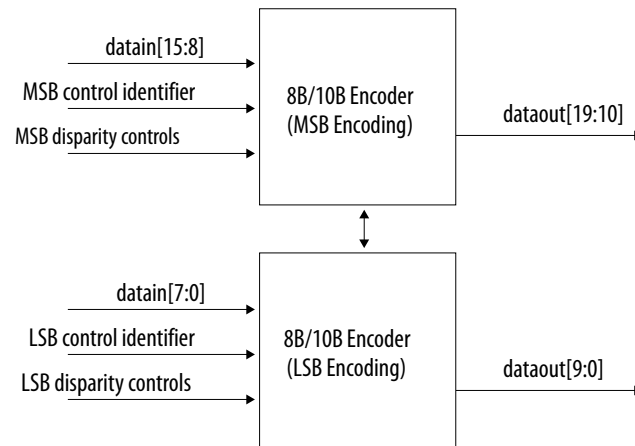 datain[15:8]
MSB control identifier
MSB disparity controls
8B/10B Encoder
(MSB Encoding)
dataout[19:10]
datain[7:0]
LSB control identifier
LSB disparity controls
8B/10B Encoder
(LSB Encoding)
dataout[9:0]